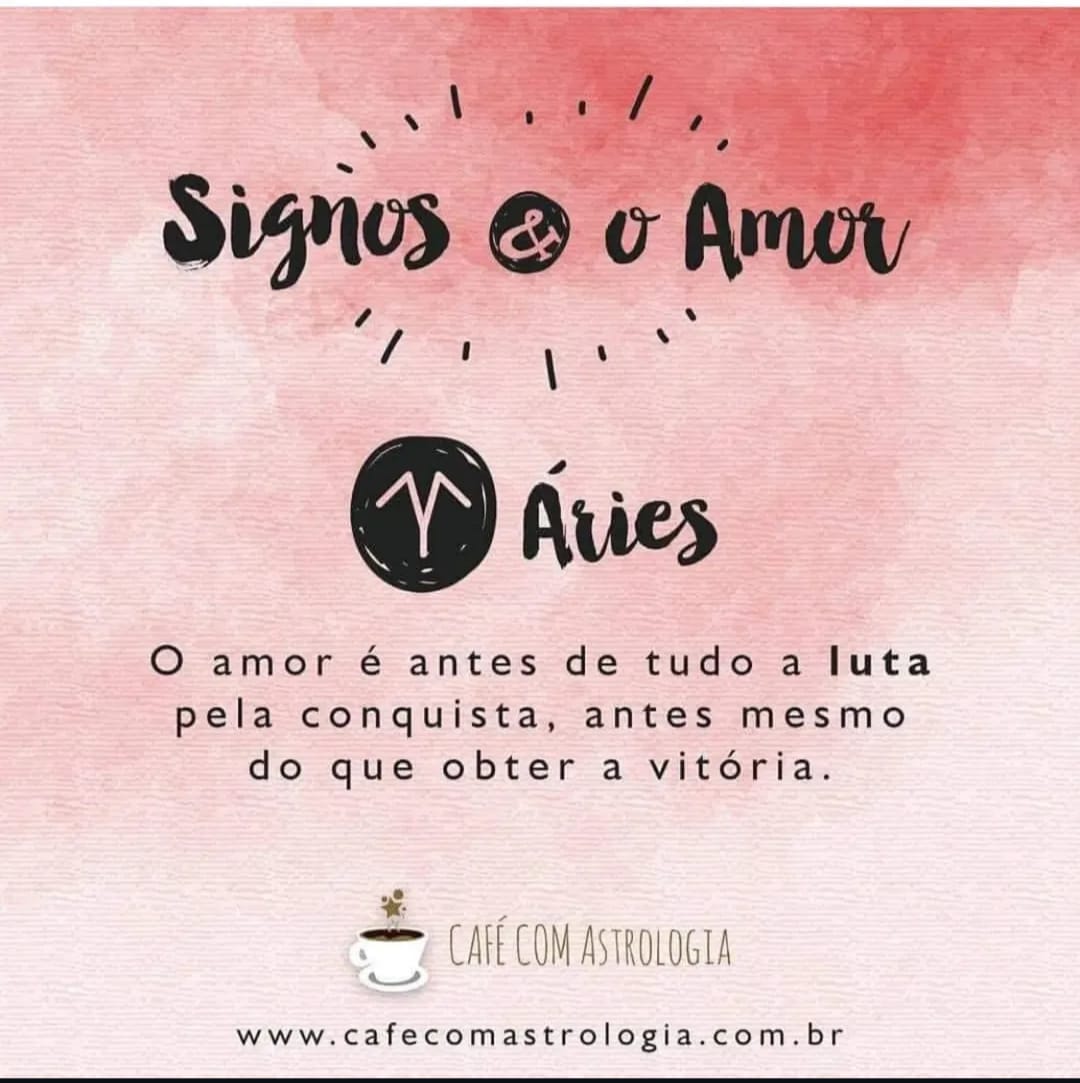 Signos & o Amor
Áries
O amor é antes de tudo a luta
pela conquista, antes mesmo
do que obter a vitória.
CAFÉ COM ASTROLOGIA
www.cafecomastrologia.com.br